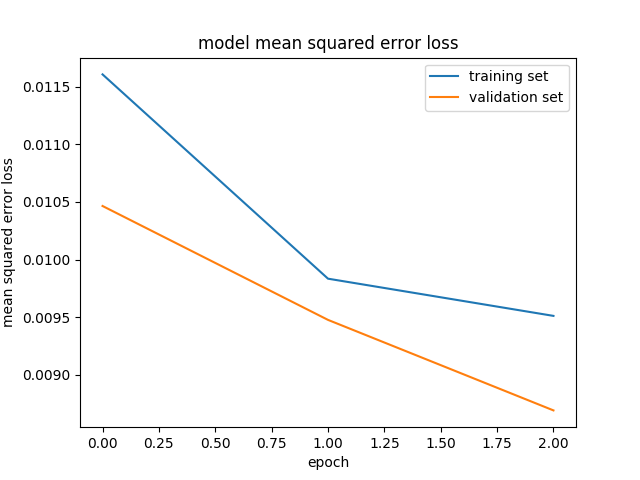 model mean squared error loss
training set
validation set
0.0115
0.0110
0.0105
0.0100
0.0095
0.0090
mean squared error loss
0.00 0.25 0.50 0.75 1.00 1.25 1.50 1.75 2.00
epoch